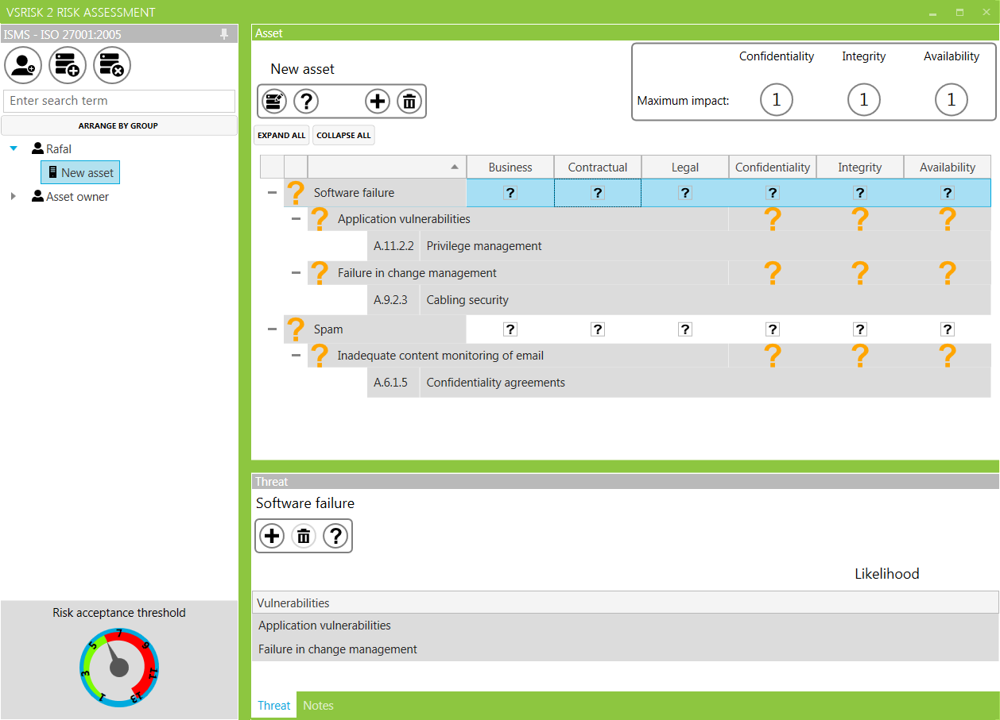 VSRISK 2 RISK ASSESSMENT
ISMS - ISO 27001:2005
Enter search term
ARRANGE BY GROUP
Rafal
New asset
Asset owner
Risk acceptance threshold
1 3 5 7 9 11 13
Asset
New asset
?
Confidentiality Integrity Availability
Maximum impact: 1 1 1
EXPAND ALL COLLAPSE ALL
Business Contractual Legal Confidentiality Integrity Availability
? Software failure ? ? ? ? ? ?
? Application vulnerabilities ? ? ?
A.11.2.2 Privilege management
? Failure in change management ? ? ?
A.9.2.3 Cabling security
? Spam ? ? ? ? ? ?
? Inadequate content monitoring of email ? ? ?
A.6.1.5 Confidentiality agreements
Threat
Software failure
?
Likelihood
Vulnerabilities
Application vulnerabilities
Failure in change management
Threat Notes